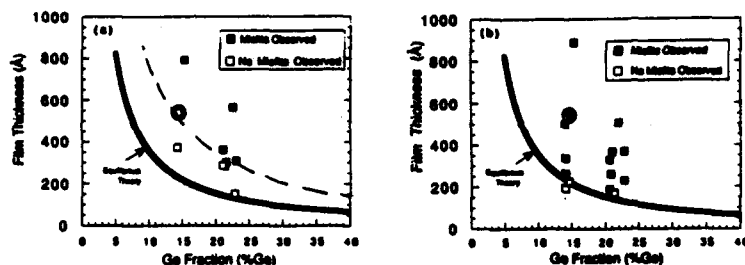 (a)
Misfits Observed
No Misfits Observed
Equilibrium
Theory
Film Thickness (Å)
1000
800
600
400
200
0
0 5 10 15 20 25 30 35 40
Ge Fraction (%Ge)
(b)
Misfits Observed
No Misfits Observed
Equilibrium
Theory
Film Thickness (Å)
1000
800
600
400
200
0
0 5 10 15 20 25 30 35 40
Ge Fraction (%Ge)